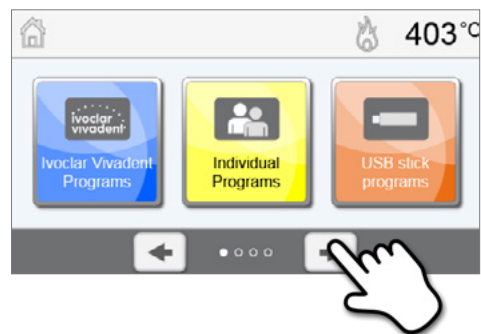 403°C
ivoclar
vivadent
Ivoclar Vivadent
Programs
Individual
Programs
USB stick
programs